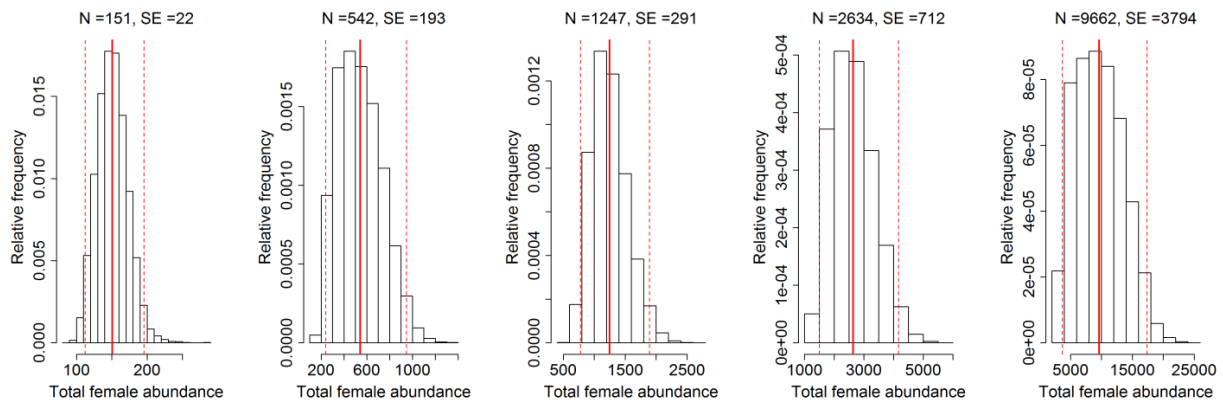 N =151, SE =22
Relative frequency
0.000 0.005 0.010 0.015
100 200
Total female abundance
N =542, SE =193
Relative frequency
0.0000 0.0005 0.0010 0.0015
200 600 1000
Total female abundance
N =1247, SE =291
Relative frequency
0.0000 0.0004 0.0008 0.0012
500 1500 2500
Total female abundance
N =2634, SE =712
Relative frequency
0e+00 1e-04 2e-04 3e-04 4e-04 5e-04
1000 3000 5000
Total female abundance
N =9662, SE =3794
Relative frequency
0e+00 2e-05 4e-05 6e-05 8e-05
5000 15000 25000
Total female abundance